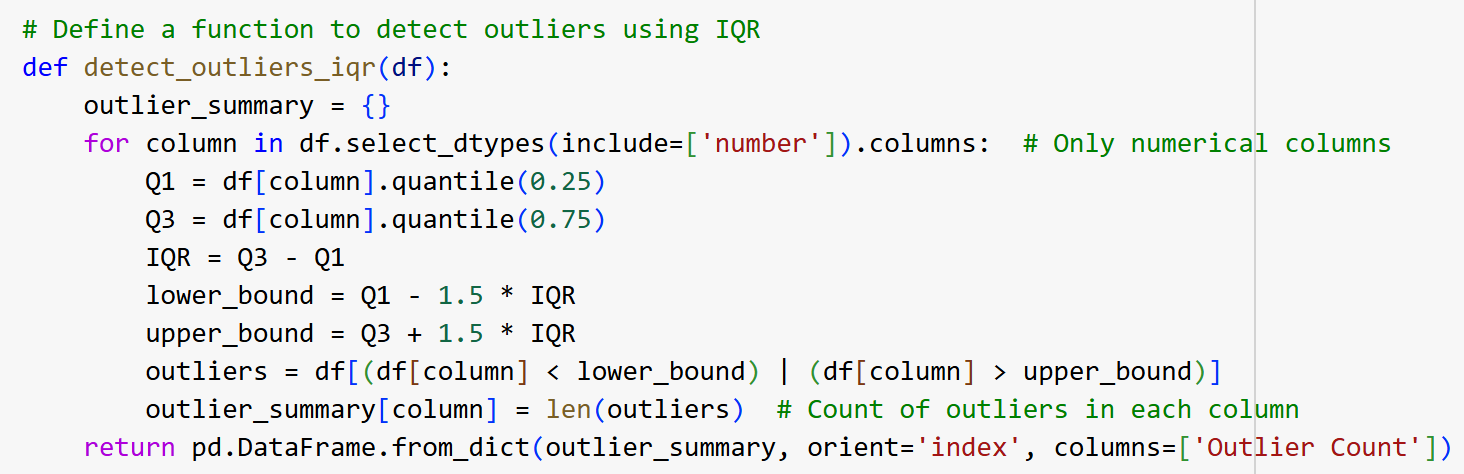 # Define a function to detect outliers using IQR
def detect_outliers_iqr(df):
    outlier_summary = {}
    for column in df.select_dtypes(include=['number']).columns:  # Only numerical columns
        Q1 = df[column].quantile(0.25)
        Q3 = df[column].quantile(0.75)
        IQR = Q3 - Q1
        lower_bound = Q1 - 1.5 * IQR
        upper_bound = Q3 + 1.5 * IQR
        outliers = df[(df[column] < lower_bound) | (df[column] > upper_bound)]
        outlier_summary[column] = len(outliers)  # Count of outliers in each column
    return pd.DataFrame.from_dict(outlier_summary, orient='index', columns=['Outlier Count'])